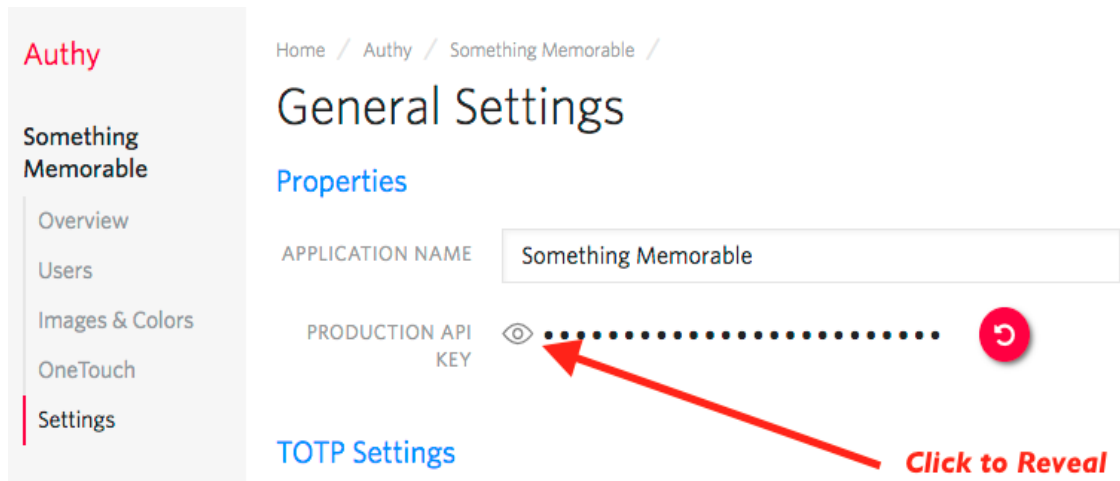 Authy
Something
Memorable
Overview
Users
Images & Colors
OneTouch
Settings
Home / Authy / Something Memorable /
General Settings
Properties
APPLICATION NAME
Something Memorable
PRODUCTION API
KEY
••••••••••••••••••••••••
TOTP Settings
Click to Reveal